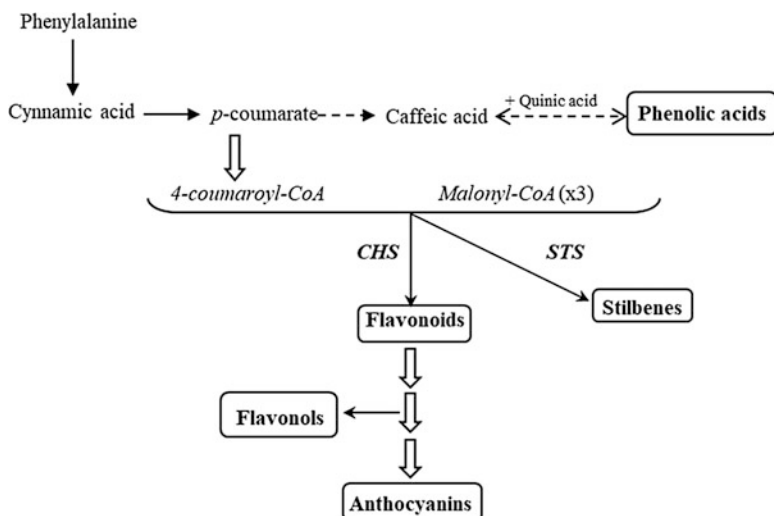 Phenylalanine
Cynnamic acid
p-coumarate
Caffeic acid
+ Quinic acid
Phenolic acids
4-coumaroyl-CoA
Malonyl-CoA (x3)
CHS
STS
Flavonoids
Stilbenes
Flavonols
Anthocyanins